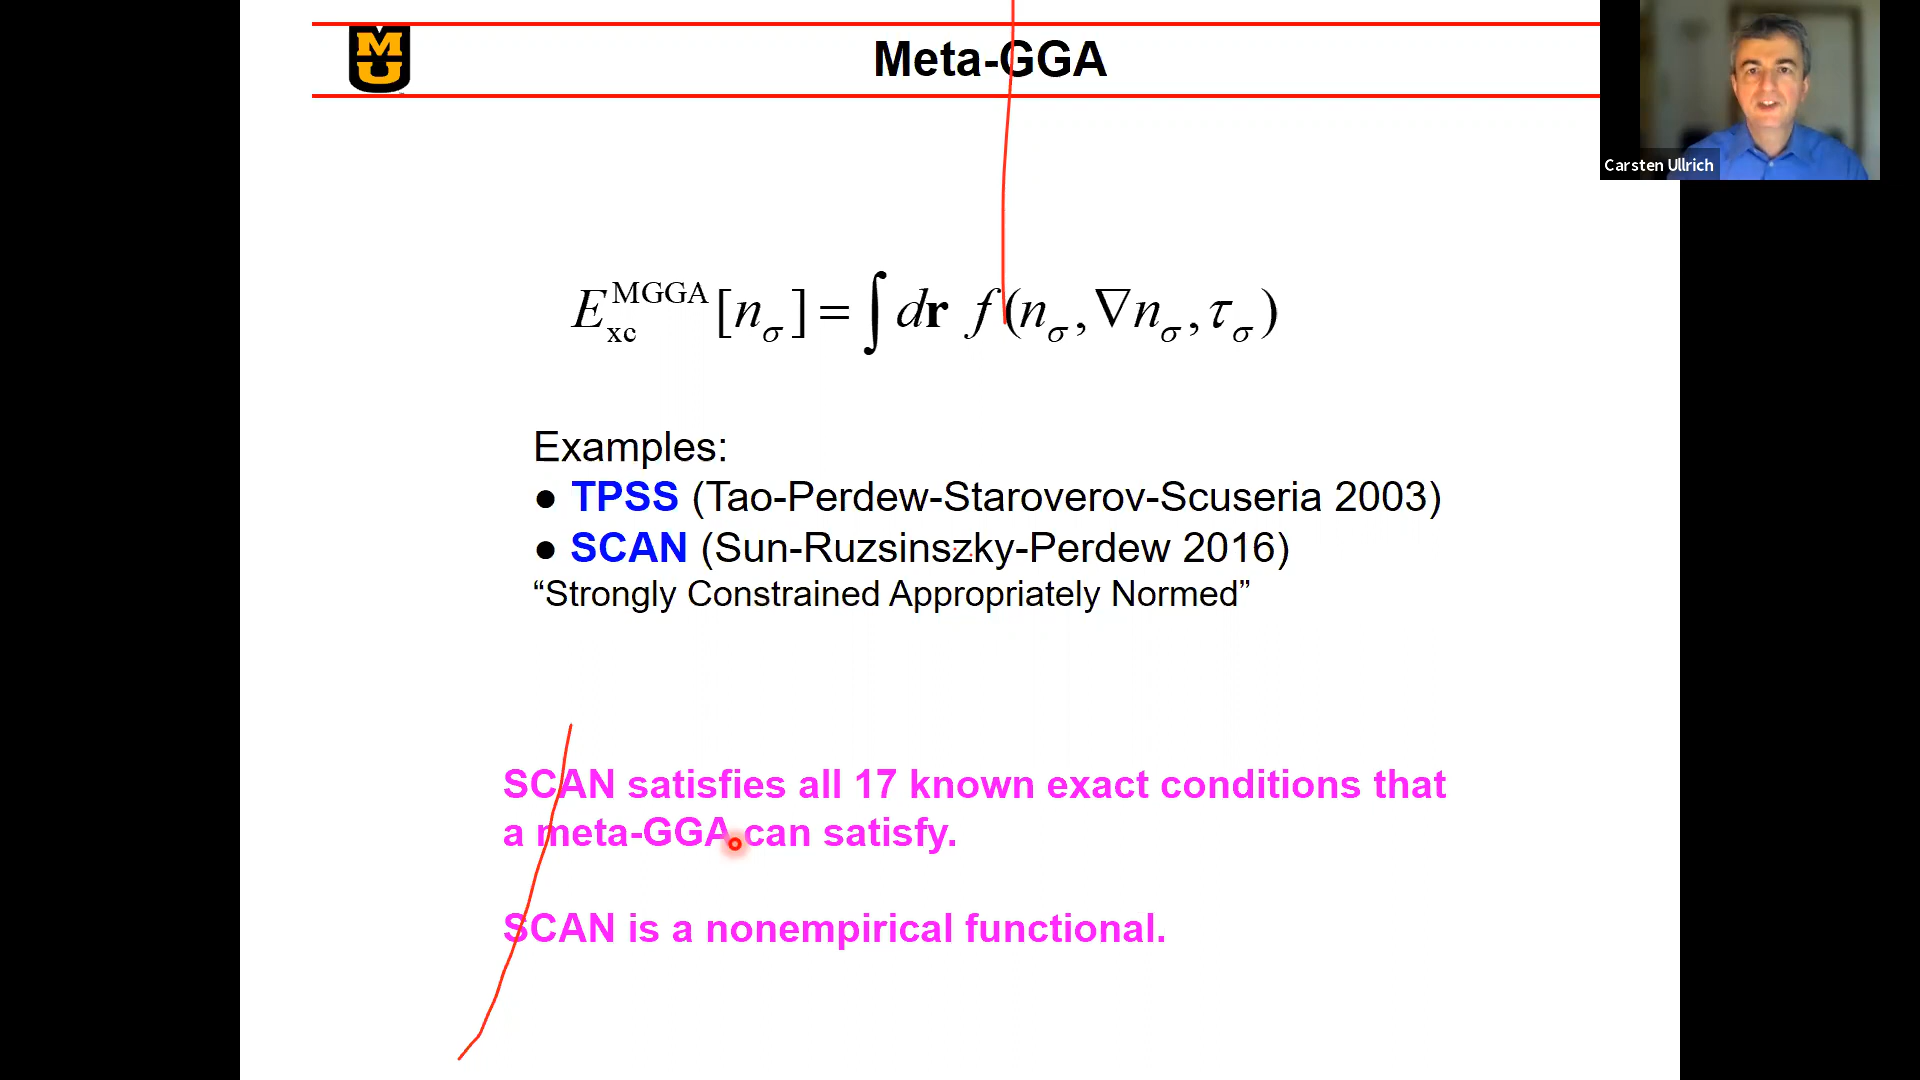 MU
Meta-GGA
Carsten Ullrich
E_xc^MGGA [n_σ] = ∫ dr f(n_σ, ∇n_σ, τ_σ)
Examples:
● TPSS (Tao-Perdew-Staroverov-Scuseria 2003)
● SCAN (Sun-Ruzsinszky-Perdew 2016)
“Strongly Constrained Appropriately Normed”
SCAN satisfies all 17 known exact conditions that
a meta-GGA can satisfy.
SCAN is a nonempirical functional.